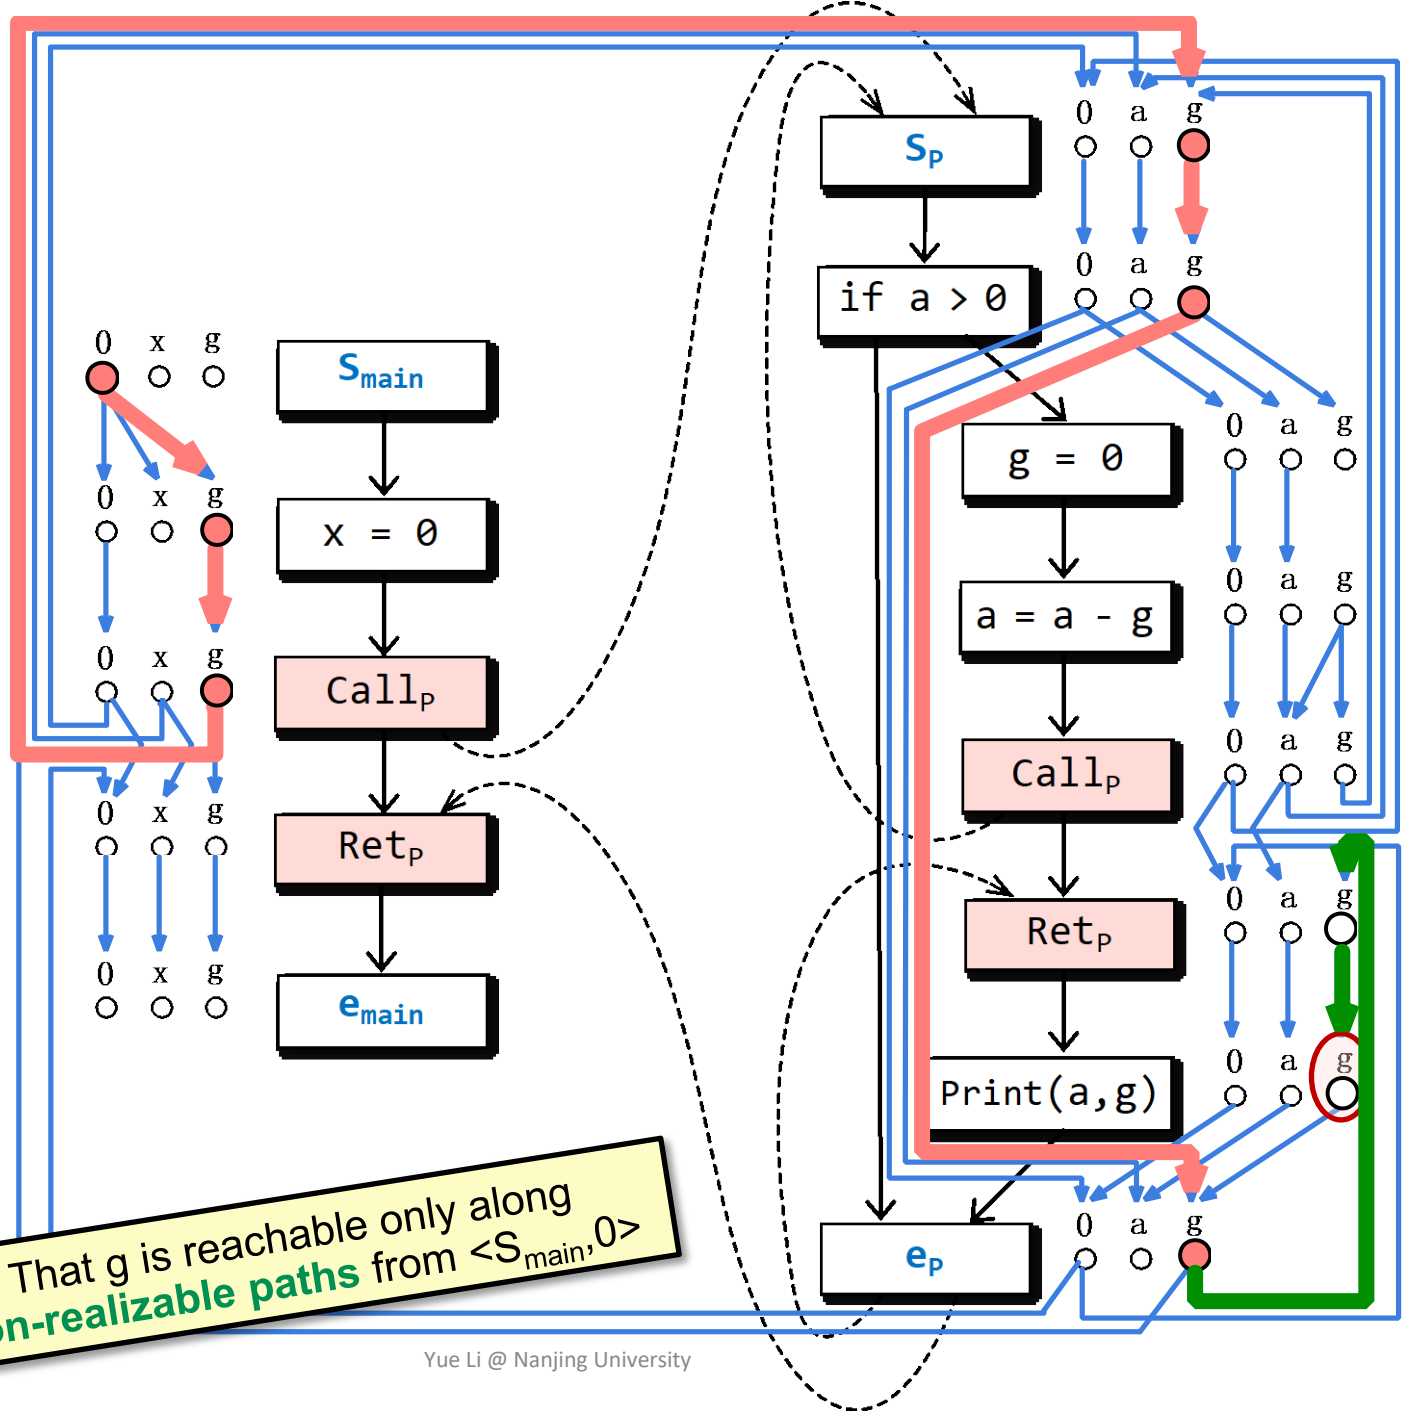 0 a g
S_P
0 a g
if a > 0
0 x g
S_main
0 a g
g = 0
0 x g
x = 0
0 a g
a = a - g
0 x g
Call_P
0 a g
Call_P
0 x g
Ret_P
0 a g
Ret_P
0 x g
e_main
0 a g
Print(a,g)
0 a g
e_P
That g is reachable only along
on-realizable paths from <S_main,0>
Yue Li @ Nanjing University